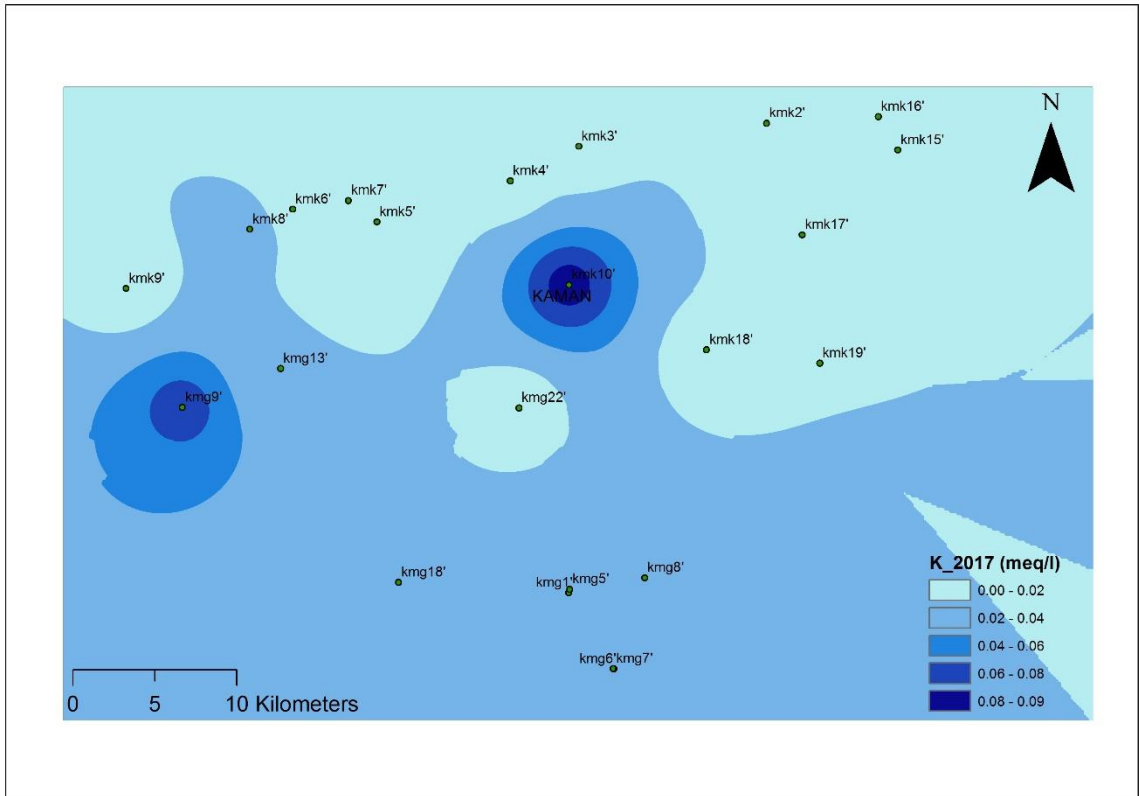 N
kmk16'
kmk2'
kmk15'
kmk3'
kmk4'
kmk7'
kmk6'
kmk5'
kmk8'
kmk17'
kmk9'
kmk10'
KAMAN
kmk18'
kmk19'
kmg13'
kmg9'
kmg22'
kmg18'
kmg1' kmg5'
kmg8'
kmg6' kmg7'
K_2017 (meq/l)
0.00 - 0.02
0.02 - 0.04
0.04 - 0.06
0.06 - 0.08
0.08 - 0.09
0 5 10 Kilometers